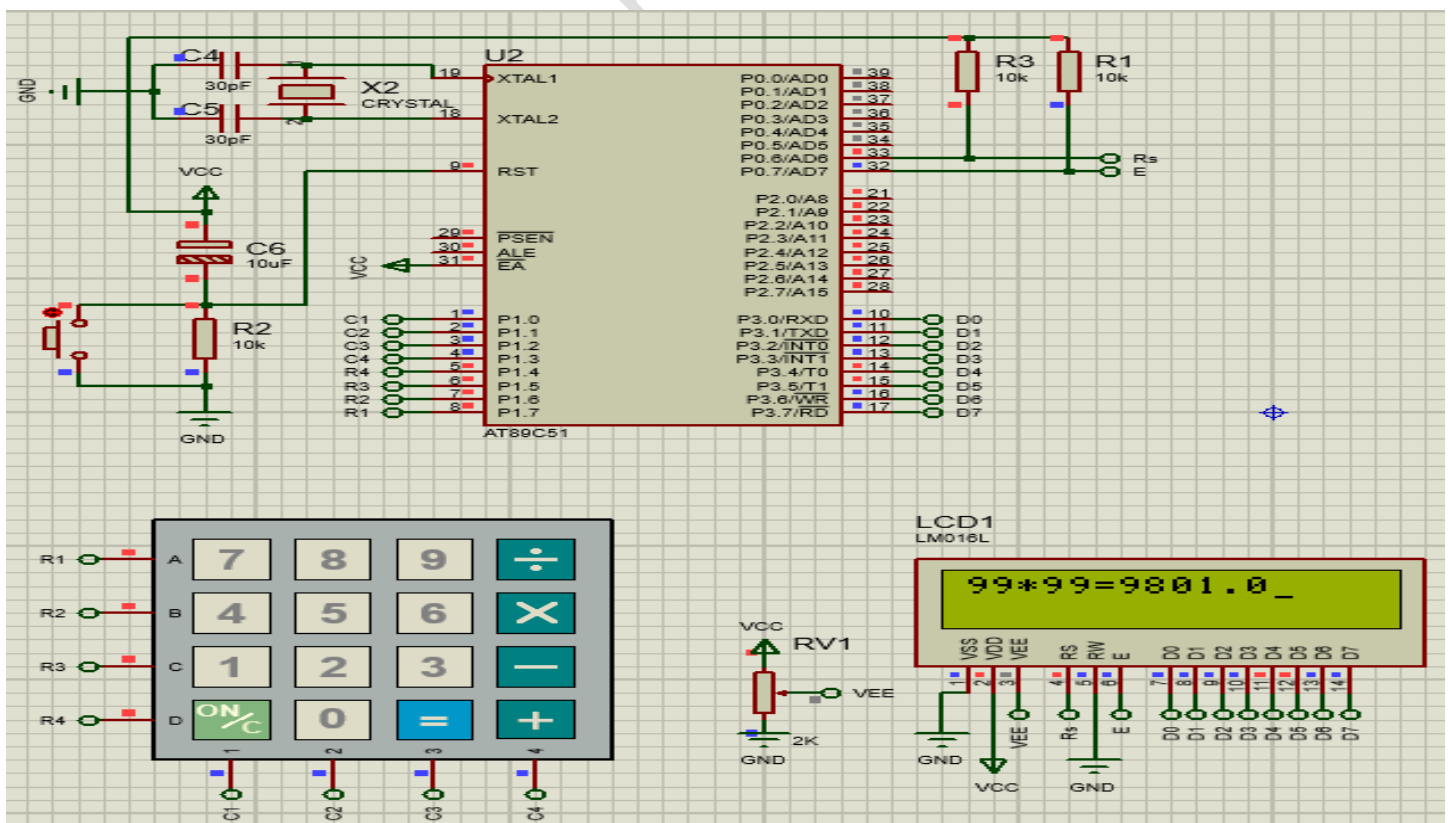 C4
30pF
X2
CRYSTAL
C5
30pF
GND
U2
19
XTAL1
18
XTAL2
9
RST
29
PSEN
30
ALE
31
EA
VCC
1
P1.0
C1
2
P1.1
C2
3
P1.2
C3
4
P1.3
C4
5
P1.4
R4
6
P1.5
R3
7
P1.6
R2
8
P1.7
R1
AT89C51
P0.0/AD0
39
P0.1/AD1
38
P0.2/AD2
37
P0.3/AD3
36
P0.4/AD4
35
P0.5/AD5
34
P0.6/AD6
33
P0.7/AD7
32
P2.0/A8
21
P2.1/A9
22
P2.2/A10
23
P2.3/A11
24
P2.4/A12
25
P2.5/A13
26
P2.6/A14
27
P2.7/A15
28
P3.0/RXD
10
D0
P3.1/TXD
11
D1
P3.2/INT0
12
D2
P3.3/INT1
13
D3
P3.4/T0
14
D4
P3.5/T1
15
D5
P3.6/WR
16
D6
P3.7/RD
17
D7
R3
10k
R1
10k
Rs
E
VCC
C6
10uF
R2
10k
GND
R1
A
7
8
9
÷
R2
B
4
5
6
×
R3
C
1
2
3
−
R4
D
ON/C
0
=
+
1
2
3
4
C1
C2
C3
C4
VCC
RV1
VEE
2K
GND
LCD1
LM016L
99*99=9801.0_
VSS
VDD
VEE
RS
RW
E
D0
D1
D2
D3
D4
D5
D6
D7
1
2
3
4
5
6
7
8
9
10
11
12
13
14
VEE
Rs
E
D0
D1
D2
D3
D4
D5
D6
D7
GND
VCC
GND